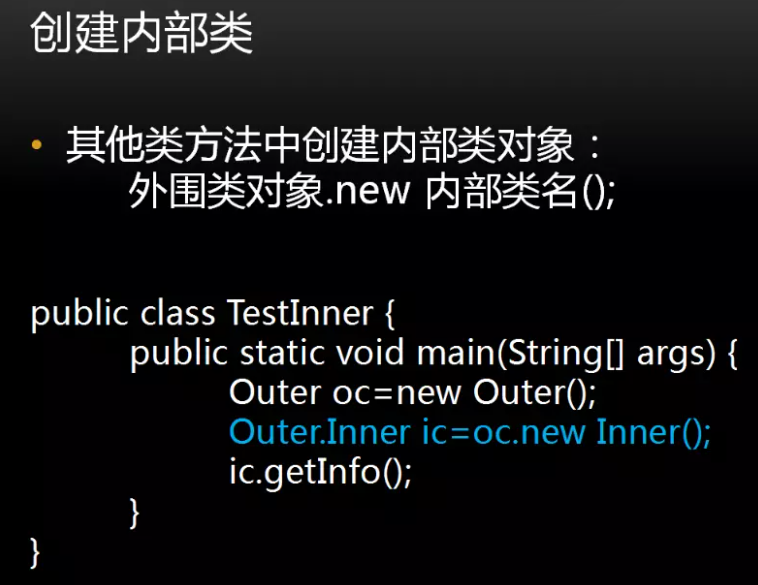 创建内部类
• 其他类方法中创建内部类对象：
外围类对象.new 内部类名();
public class TestInner {
public static void main(String[] args) {
Outer oc=new Outer();
Outer.Inner ic=oc.new Inner();
ic.getInfo();
}
}